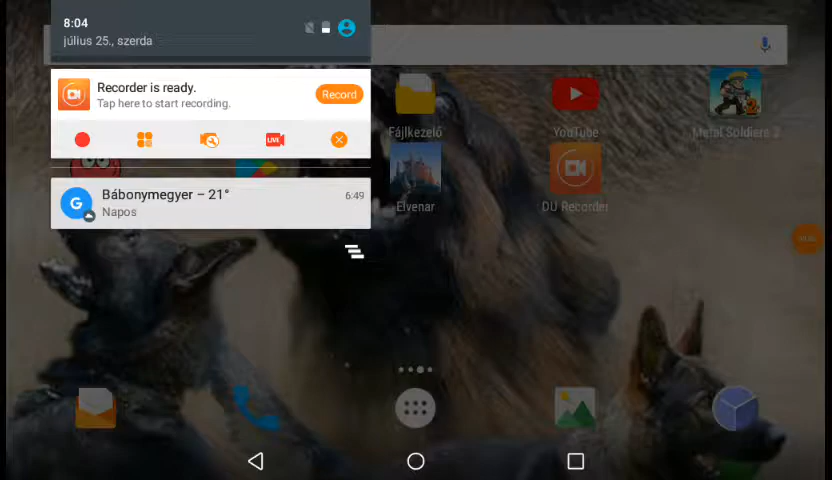 8:04
július 25., szerda
Recorder is ready.
Tap here to start recording.
Record
LIVE
Bábonymegyer – 21°
6:49
Napos
Fájlkezelő
YouTube
Metal Soldiers 2
Elvenar
DU Recorder